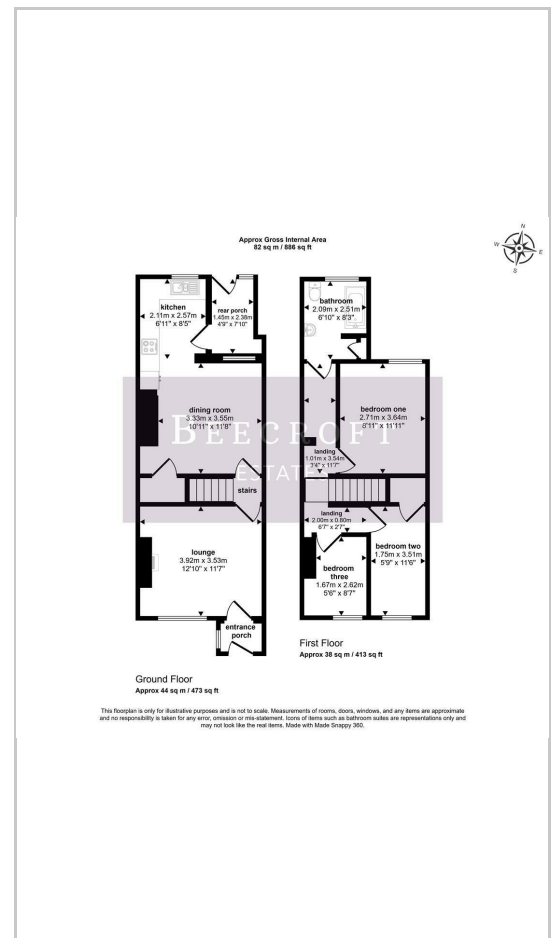 Approx Gross Internal Area
82 sq m / 886 sq ft
N
W
E
S
kitchen
2.11m x 2.57m
6'11" x 8'5"
rear porch
1.45m x 2.38m
4'9" x 7'10"
dining room
3.33m x 3.55m
10'11" x 11'8"
stairs
lounge
3.92m x 3.53m
12'10" x 11'7"
entrance
porch
Ground Floor
Approx 44 sq m / 473 sq ft
bathroom
2.09m x 2.51m
6'10" x 8'3"
bedroom one
2.71m x 3.64m
8'11" x 11'11"
landing
1.01m x 3.54m
3'4" x 11'7"
landing
2.00m x 0.80m
6'7" x 2'7"
bedroom two
1.75m x 3.51m
5'9" x 11'6"
bedroom
three
1.67m x 2.62m
5'6" x 8'7"
First Floor
Approx 38 sq m / 413 sq ft
BEECROFT
ESTATES
This floorplan is only for illustrative purposes and is not to scale. Measurements of rooms, doors, windows, and any items are approximate
and no responsibility is taken for any error, omission or mis-statement. Icons of items such as bathroom suites are representations only and
may not look like the real items. Made with Made Snappy 360.